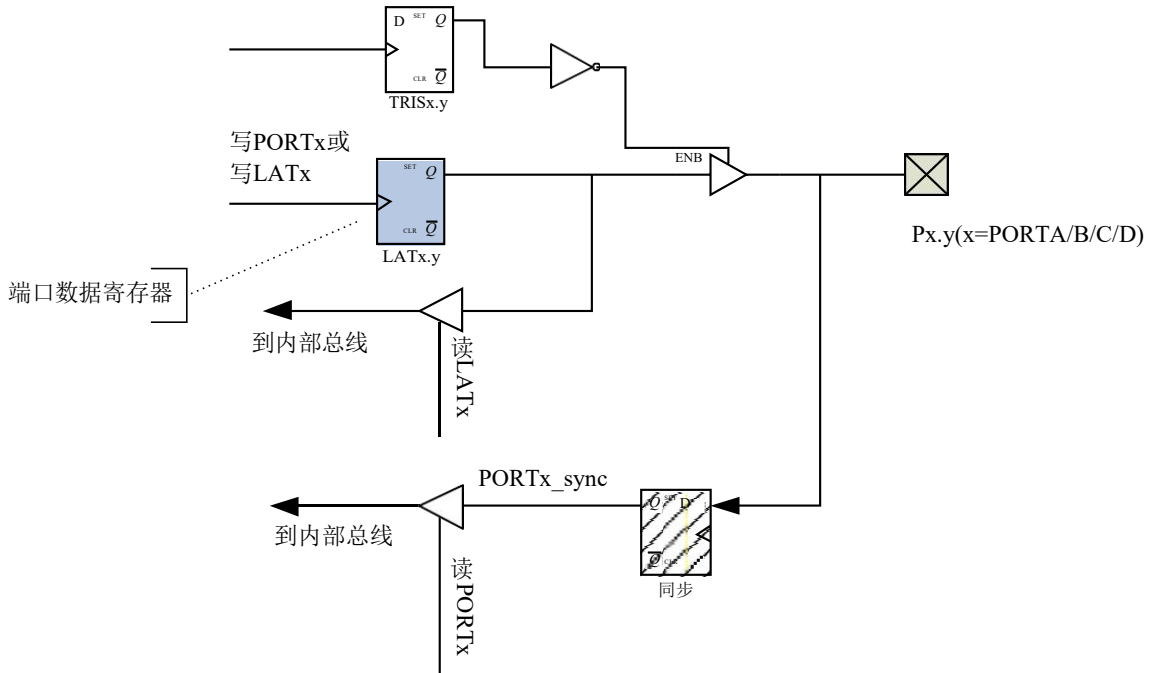 D SET Q
CLR Q
TRISx.y
写PORTx或
写LATx
ENB
SET Q
CLR Q
LATx.y
Px.y(x=PORTA/B/C/D)
端口数据寄存器
到内部总线
读LATx
PORTx_sync
Q SET D
Q CLR
到内部总线
同步
读PORTx